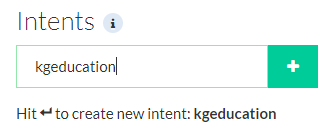 Intents i
kgeducation
+
Hit ↵ to create new intent: kgeducation